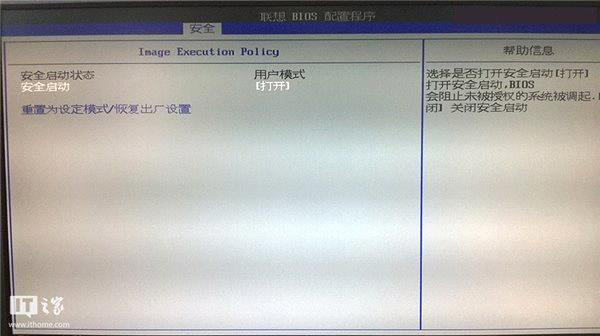 联想 BIOS 配置程序
安全
Image Execution Policy
帮助信息
安全启动状态
用户模式
安全启动
[打开]
重置为设定模式/恢复出厂设置
选择是否打开安全启动[打开]
打开安全启动,BIOS
会阻止未被授权的系统被调起.[
闭] 关闭安全启动
IT之家
www.ithome.com